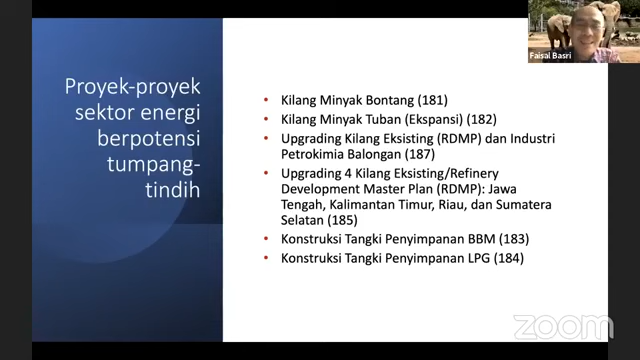 Faisal Basri
Proyek-proyek
sektor energi
berpotensi
tumpang-
tindih
• Kilang Minyak Bontang (181)
• Kilang Minyak Tuban (Ekspansi) (182)
• Upgrading Kilang Eksisting (RDMP) dan Industri
Petrokimia Balongan (187)
• Upgrading 4 Kilang Eksisting/Refinery
Development Master Plan (RDMP): Jawa
Tengah, Kalimantan Timur, Riau, dan Sumatera
Selatan (185)
• Konstruksi Tangki Penyimpanan BBM (183)
• Konstruksi Tangki Penyimpanan LPG (184)
zoom